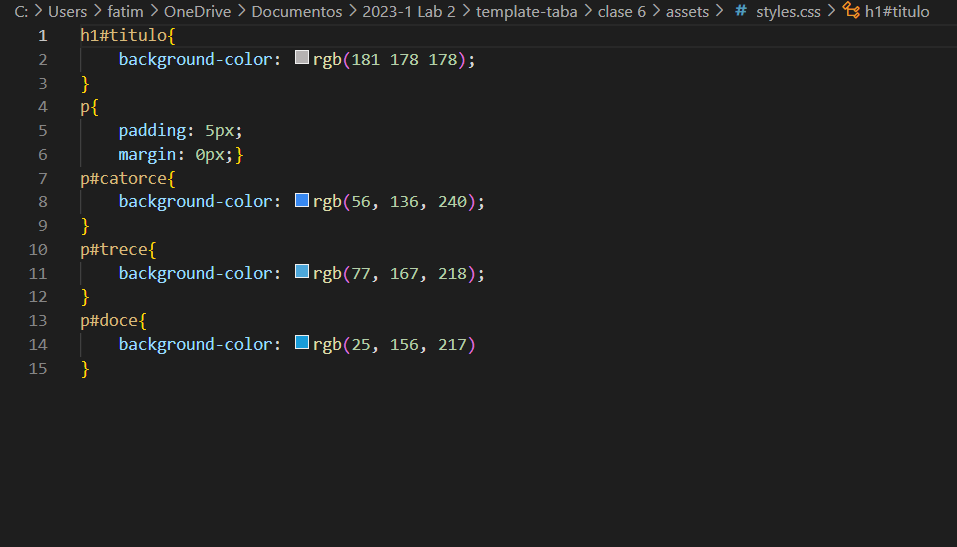 C: > Users > fatim > OneDrive > Documentos > 2023-1 Lab 2 > template-taba > clase 6 > assets > # styles.css > h1#titulo
1 h1#titulo{
2     background-color: rgb(181 178 178);
3 }
4 p{
5     padding: 5px;
6     margin: 0px;}
7 p#catorce{
8     background-color: rgb(56, 136, 240);
9 }
10 p#trece{
11     background-color: rgb(77, 167, 218);
12 }
13 p#doce{
14     background-color: rgb(25, 156, 217)
15 }